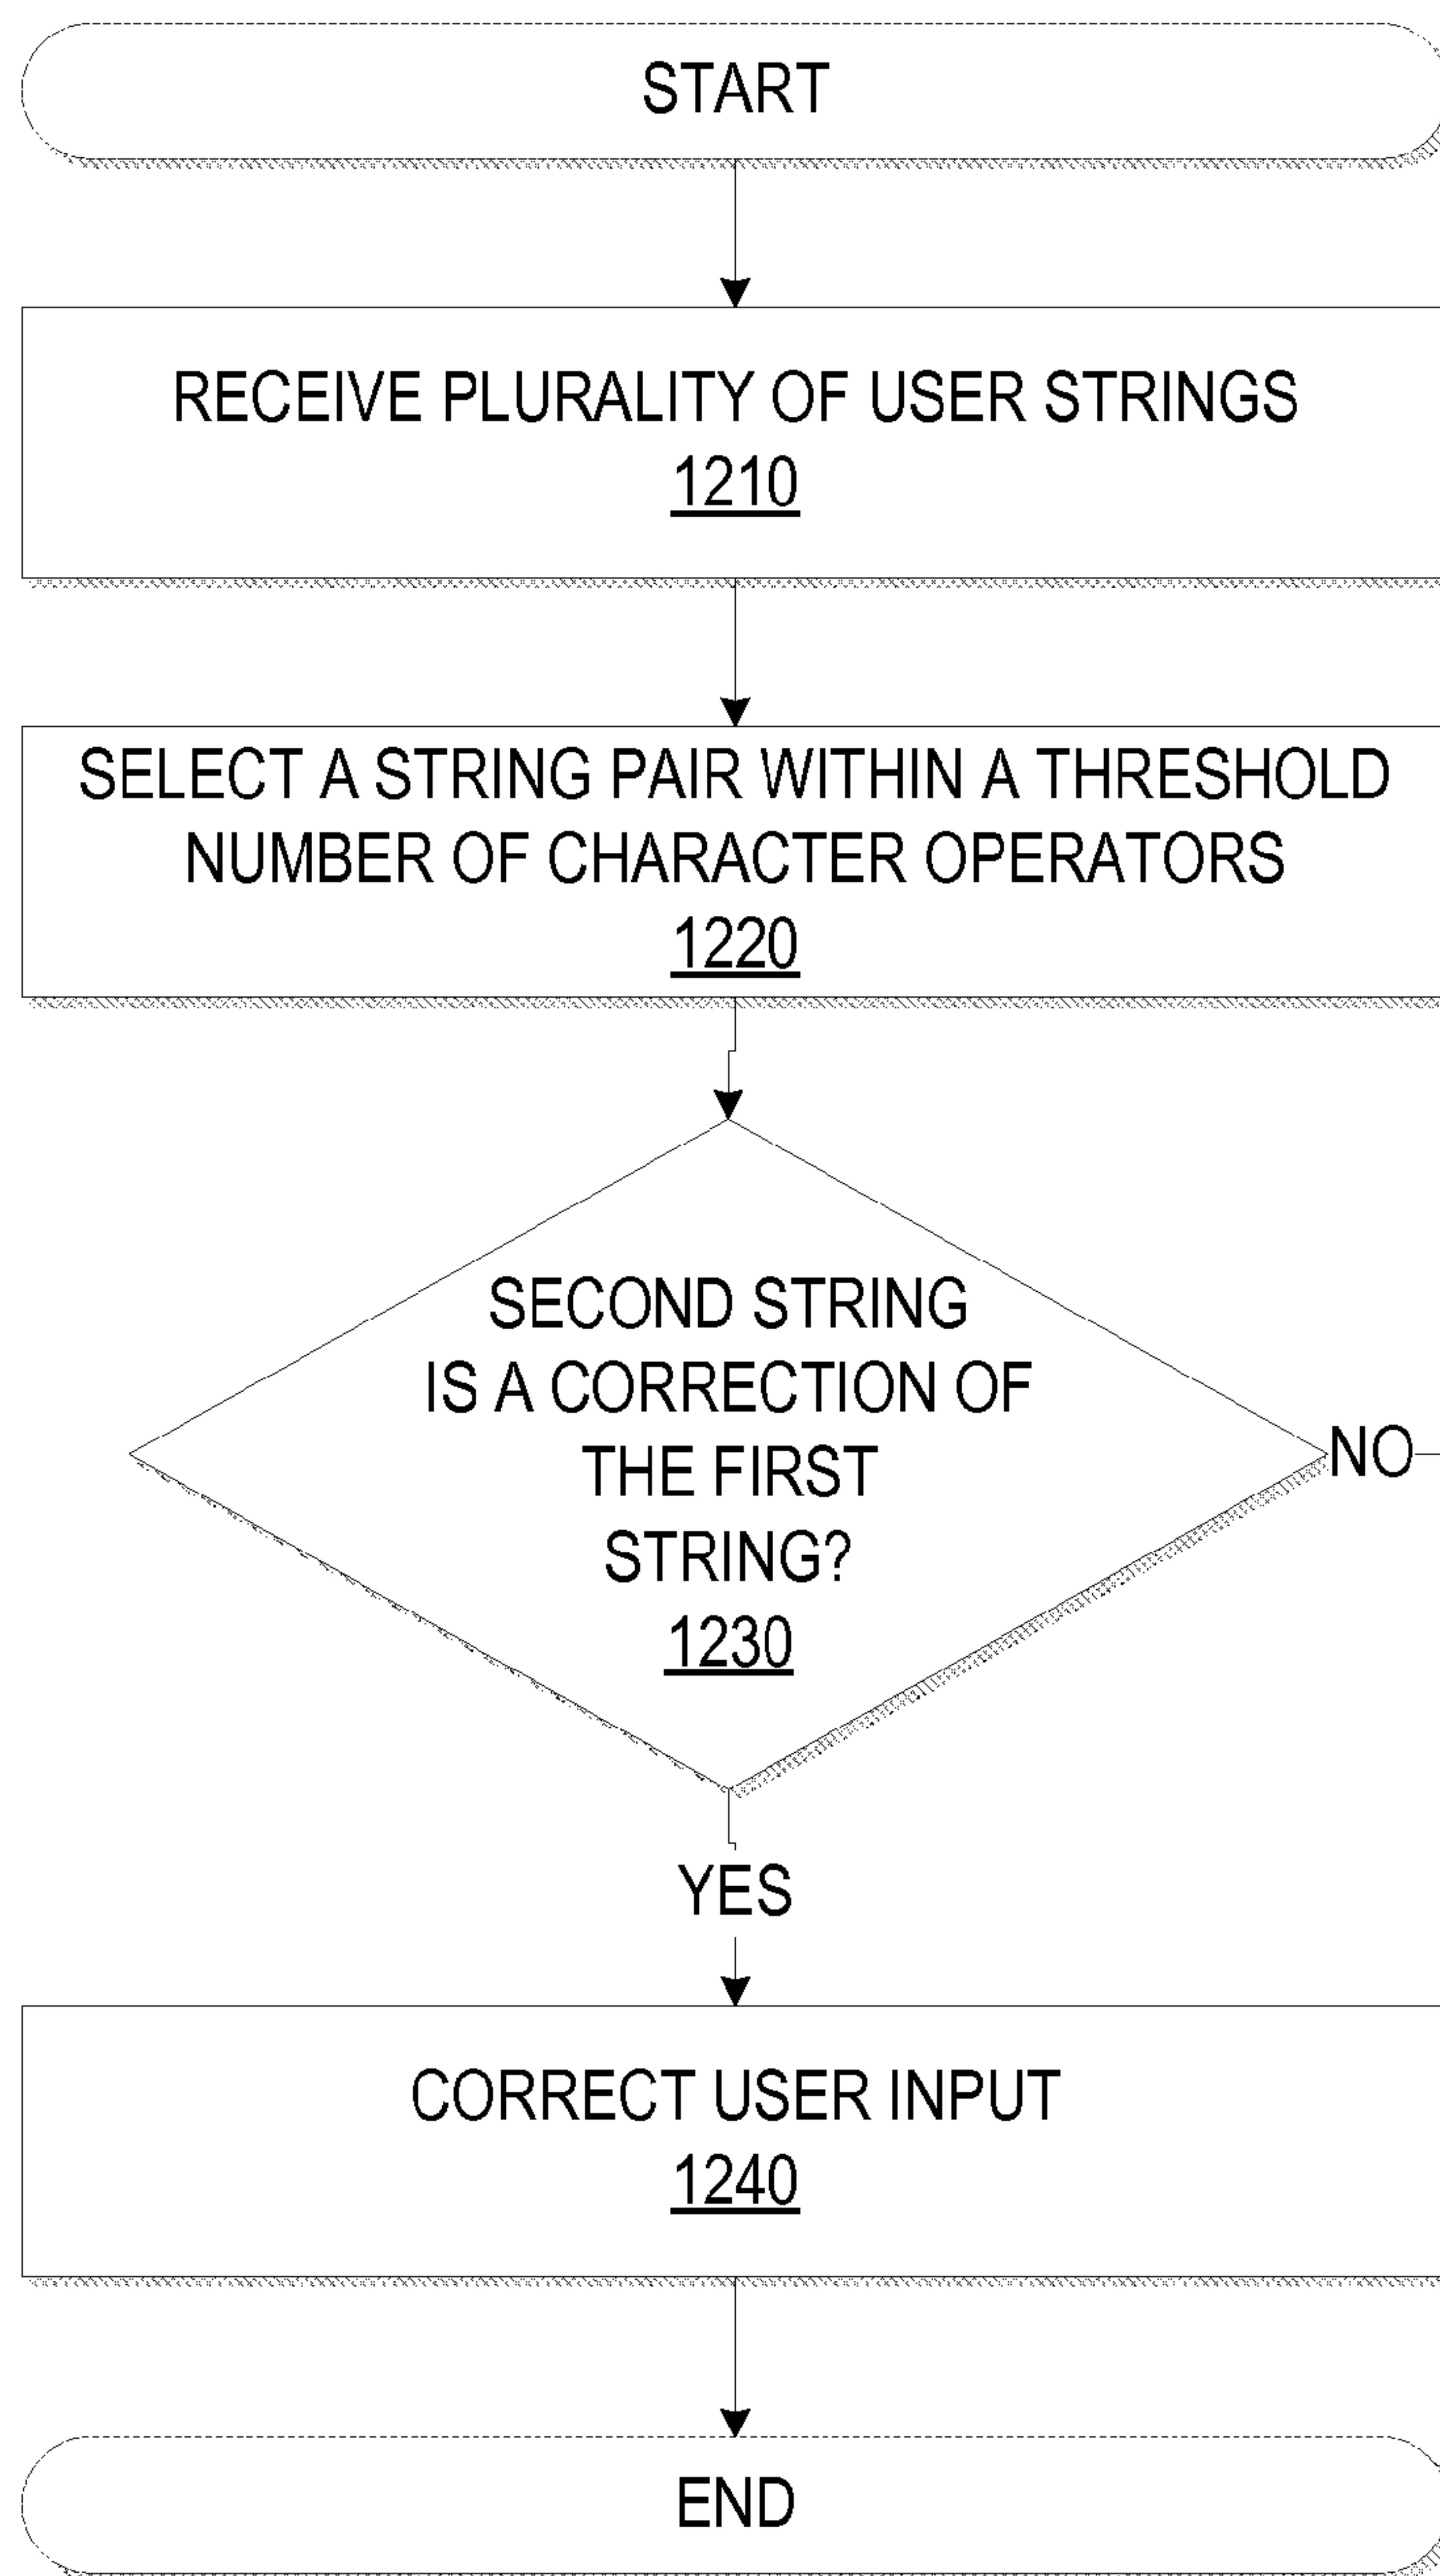 START
RECEIVE PLURALITY OF USER STRINGS
1210
SELECT A STRING PAIR WITHIN A THRESHOLD
NUMBER OF CHARACTER OPERATORS
1220
SECOND STRING
IS A CORRECTION OF
THE FIRST
STRING?
1230
NO
YES
CORRECT USER INPUT
1240
END